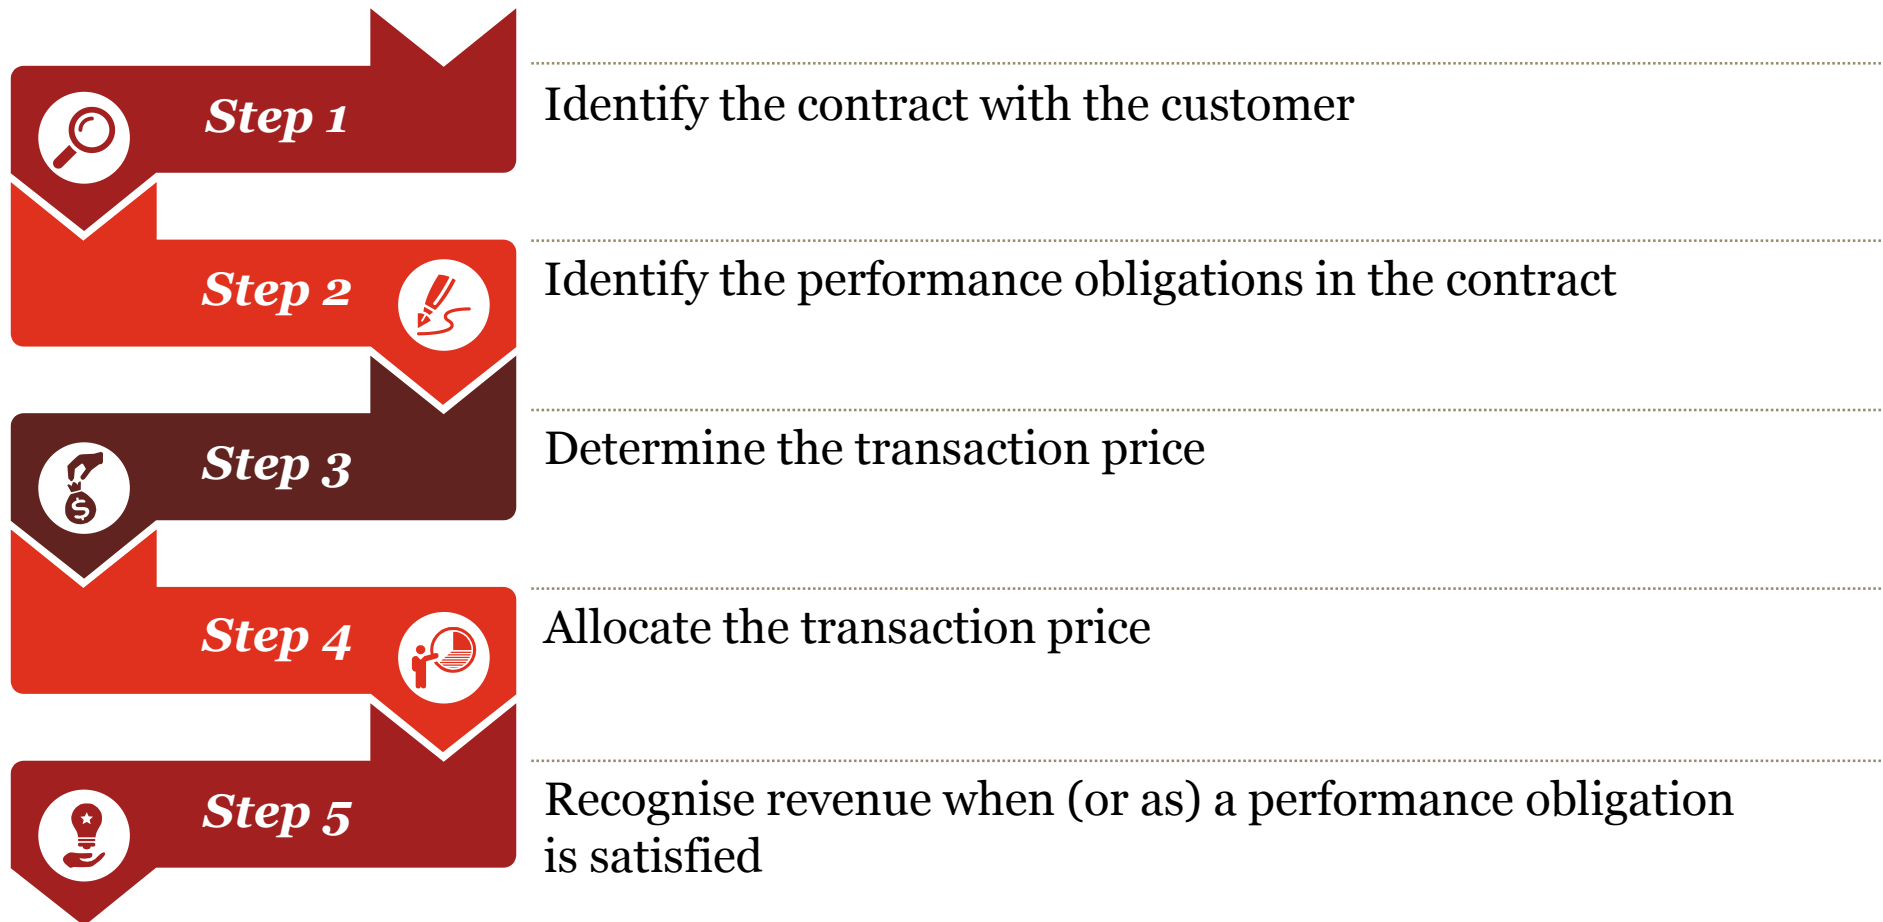 Step 1
Identify the contract with the customer
Step 2
Identify the performance obligations in the contract
Step 3
$
Determine the transaction price
Step 4
Allocate the transaction price
Step 5
Recognise revenue when (or as) a performance obligation
is satisfied